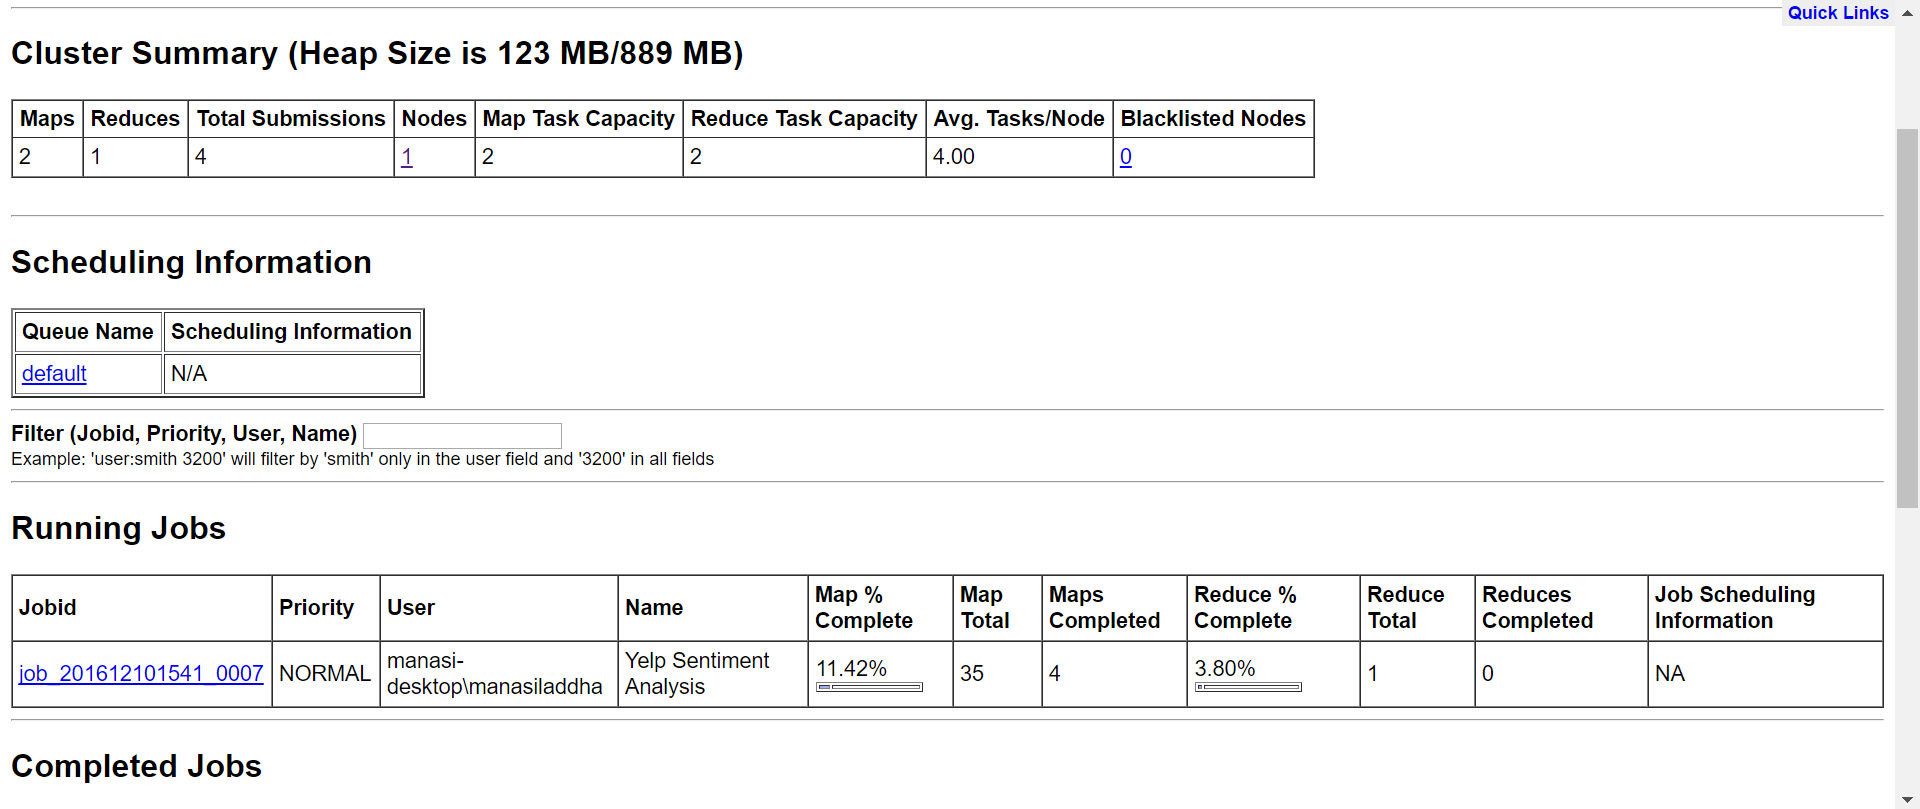 Quick Links
Cluster Summary (Heap Size is 123 MB/889 MB)
Maps Reduces Total Submissions Nodes Map Task Capacity Reduce Task Capacity Avg. Tasks/Node Blacklisted Nodes
2 1 4 1 2 2 4.00 0
Scheduling Information
Queue Name Scheduling Information
default N/A
Filter (Jobid, Priority, User, Name)
Example: 'user:smith 3200' will filter by 'smith' only in the user field and '3200' in all fields
Running Jobs
Jobid Priority User Name Map % Complete Map Total Maps Completed Reduce % Complete Reduce Total Reduces Completed Job Scheduling Information
job_201612101541_0007 NORMAL manasi-desktop\manasiladdha Yelp Sentiment Analysis 11.42% 35 4 3.80% 1 0 NA
Completed Jobs